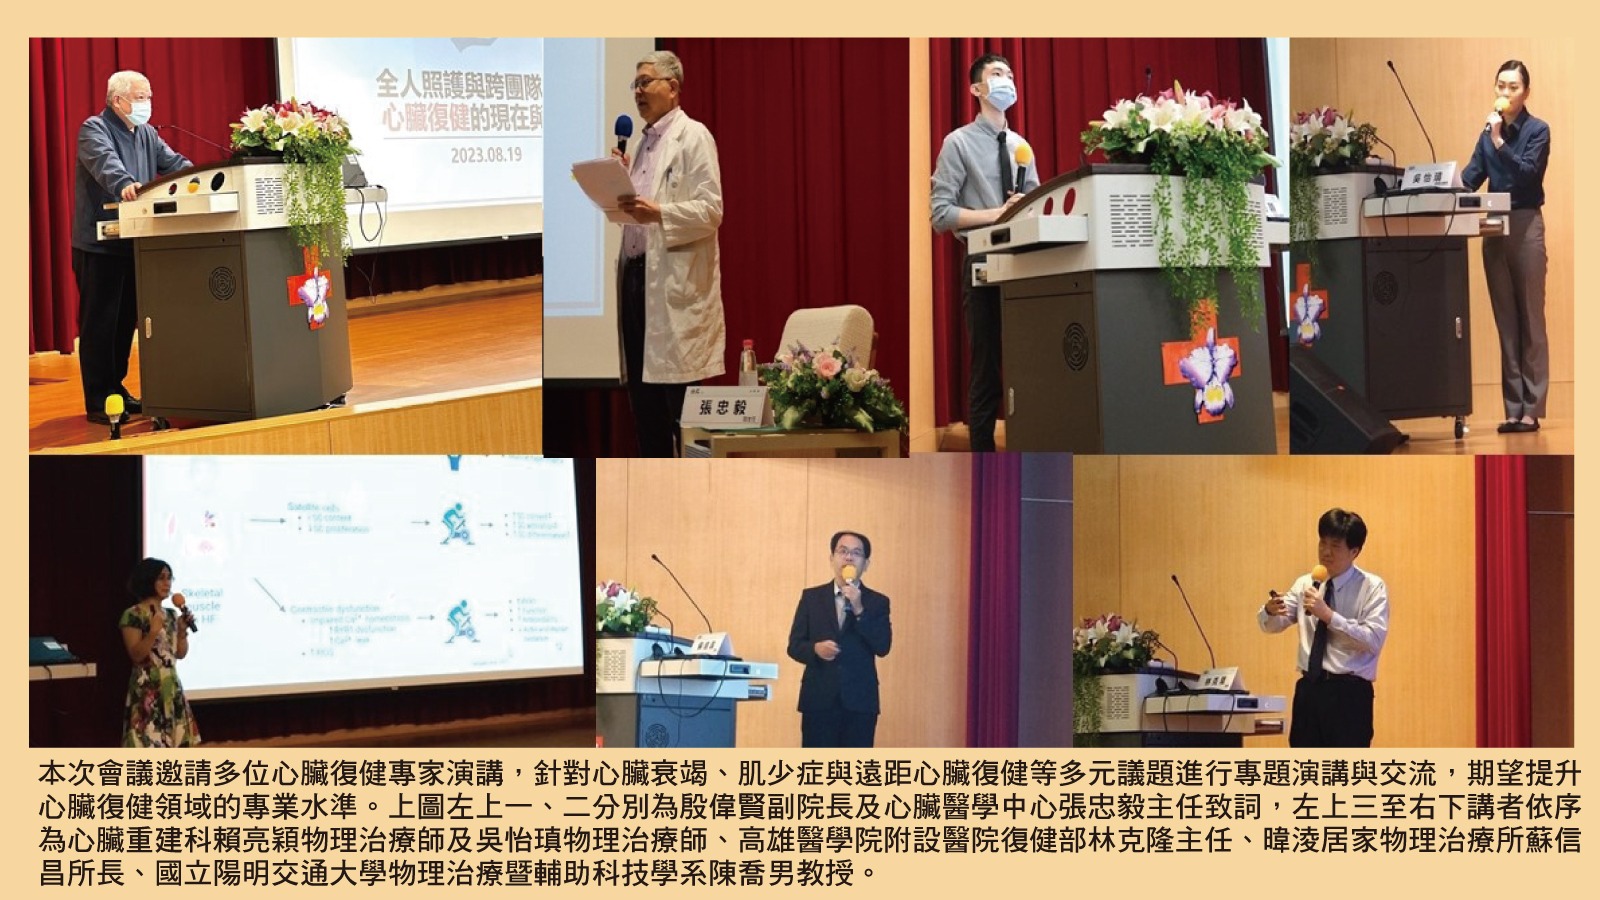 全人照護與跨團隊
心臟復健的現在與
2023.08.19
張忠毅
吳怡瑱
Skeletal
muscle
HF
本次會議邀請多位心臟復健專家演講，針對心臟衰竭、肌少症與遠距心臟復健等多元議題進行專題演講與交流，期望提升
心臟復健領域的專業水準。上圖左上一、二分別為殷偉賢副院長及心臟醫學中心張忠毅主任致詞，左上三至右下講者依序
為心臟重建科賴亮穎物理治療師及吳怡瑱物理治療師、高雄醫學院附設醫院復健部林克隆主任、暐淩居家物理治療所蘇信
昌所長、國立陽明交通大學物理治療暨輔助科技學系陳喬男教授。